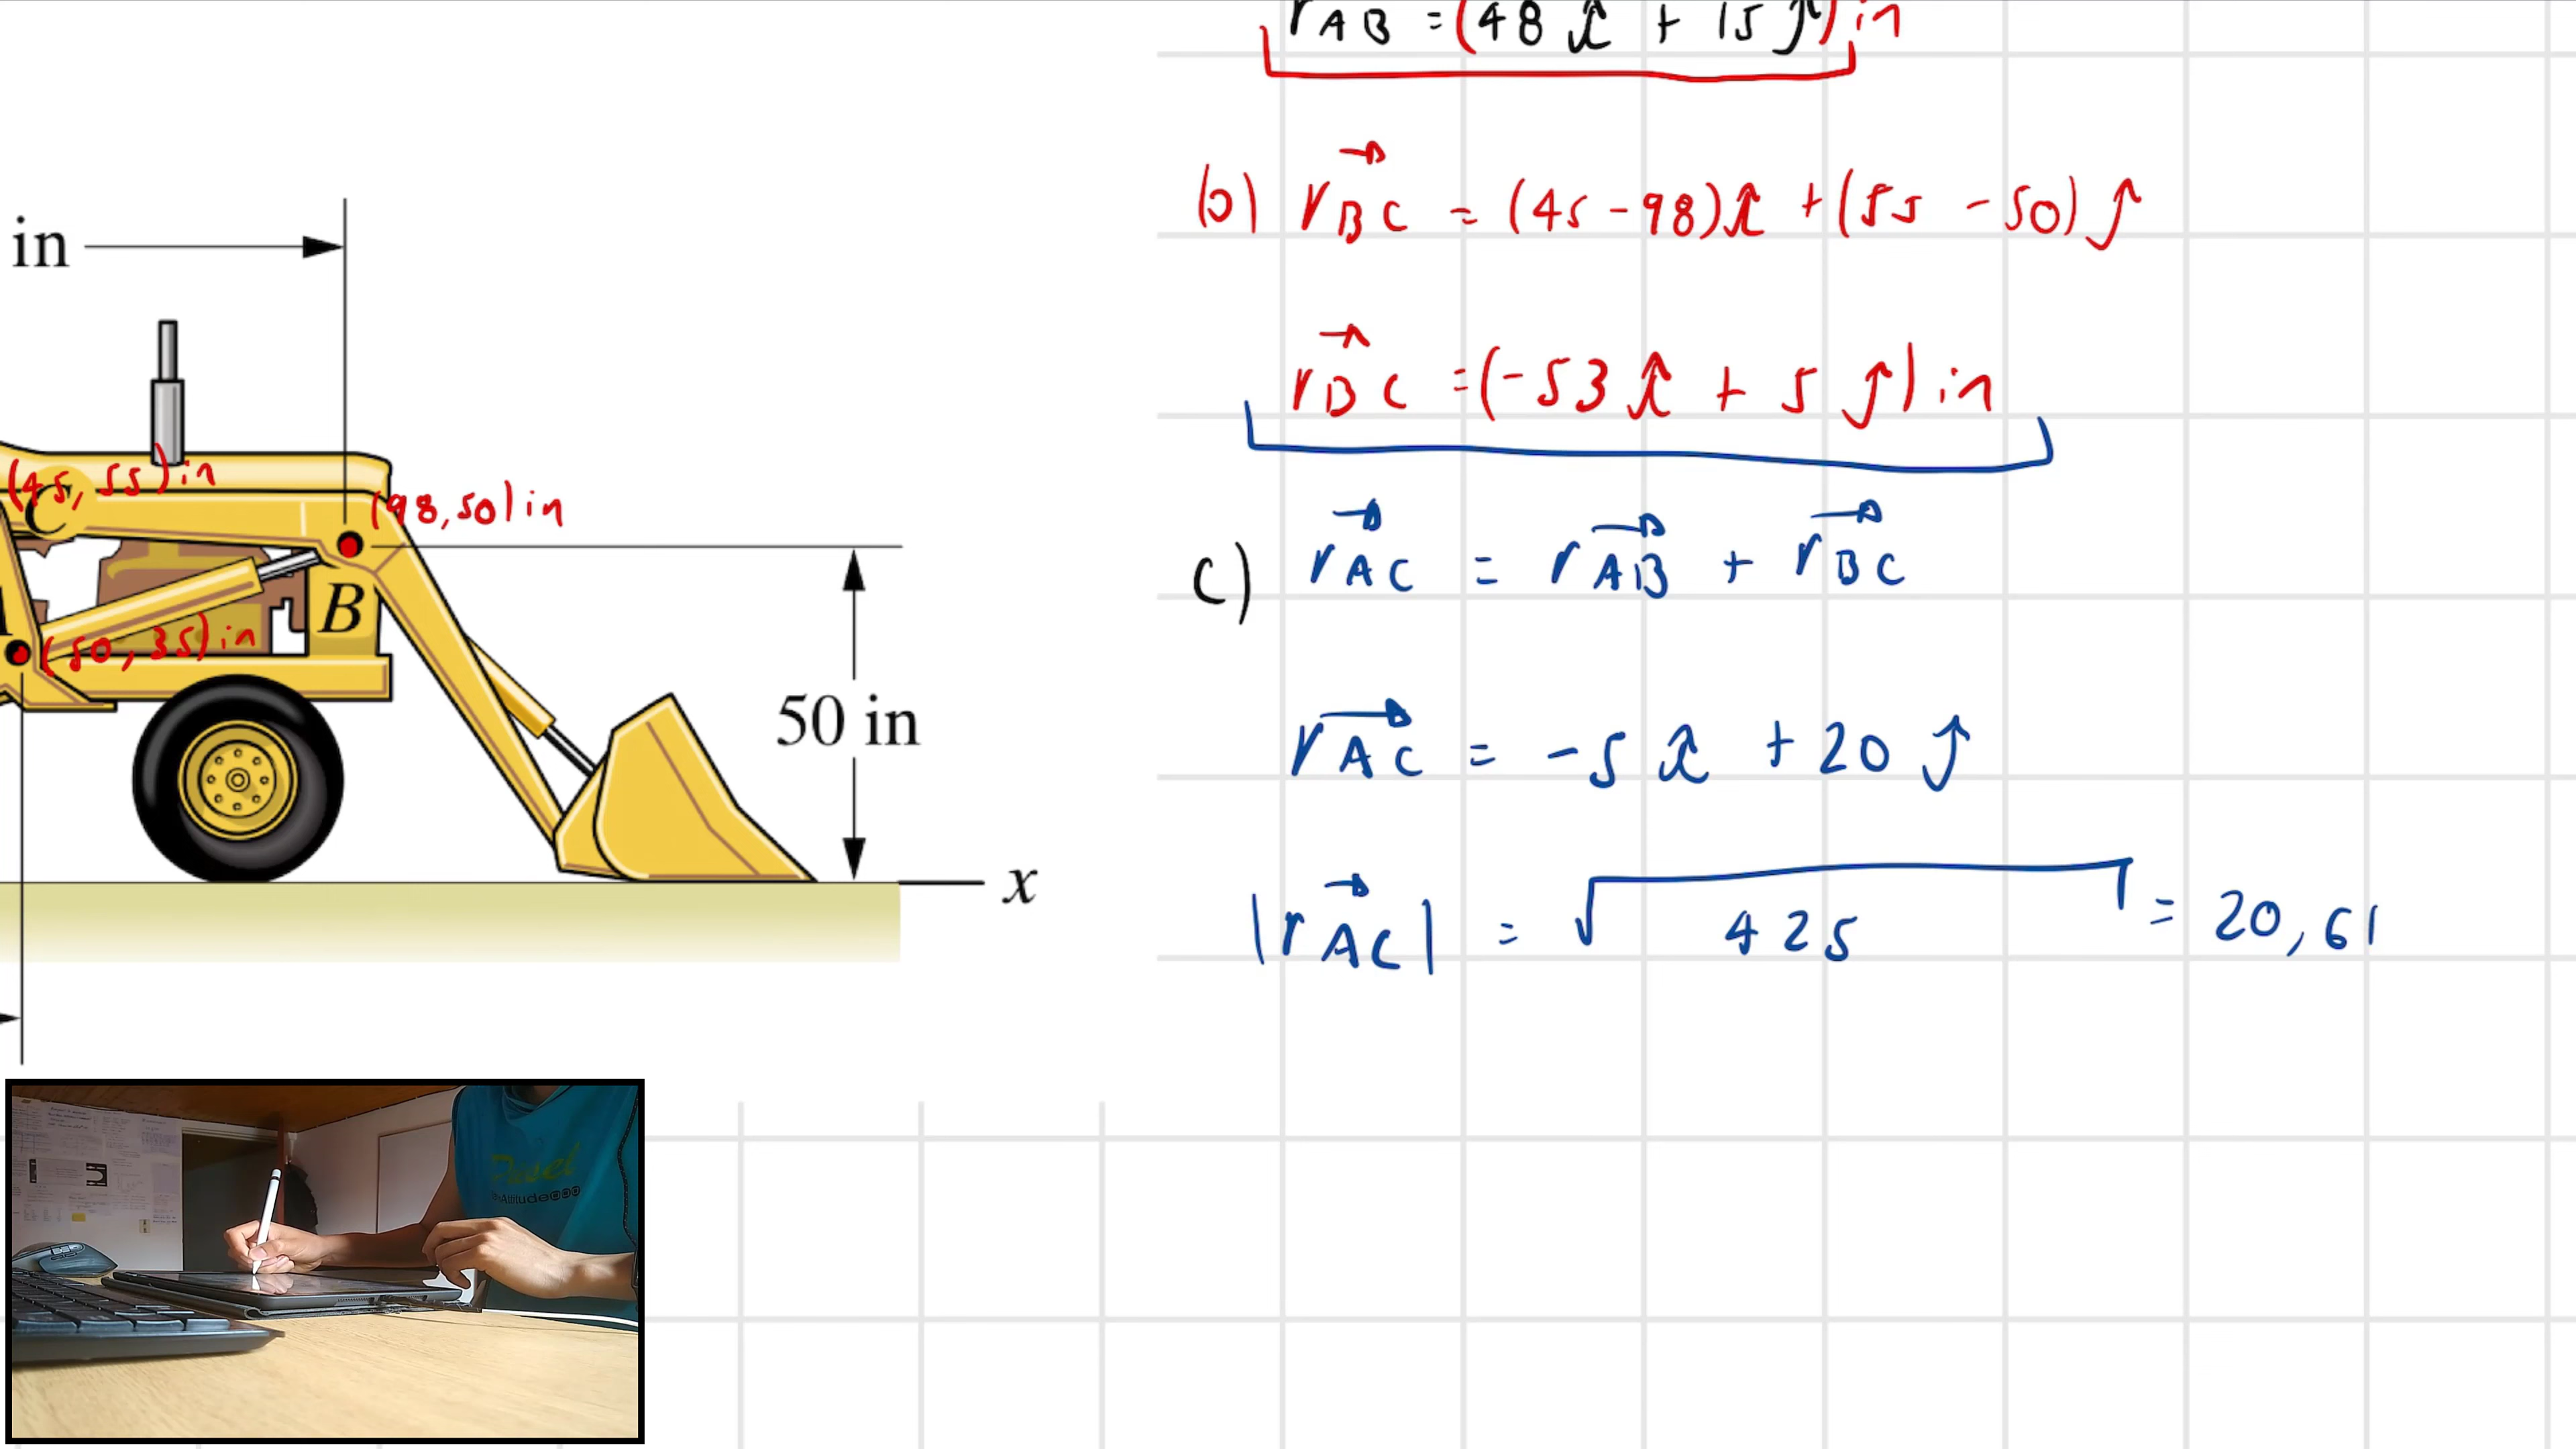 r AB = (48 i + 15 j) in
in
(b) r BC = (45 - 98) i + (55 - 50) j
r BC = (-53 i + 5 j) in
(45, 55) in
C
(98, 50) in
c) r AC = r AB + r BC
B
(50, 35) in
50 in
r AC = -5 i + 20 j
x
|r AC| = √425 = 20,61